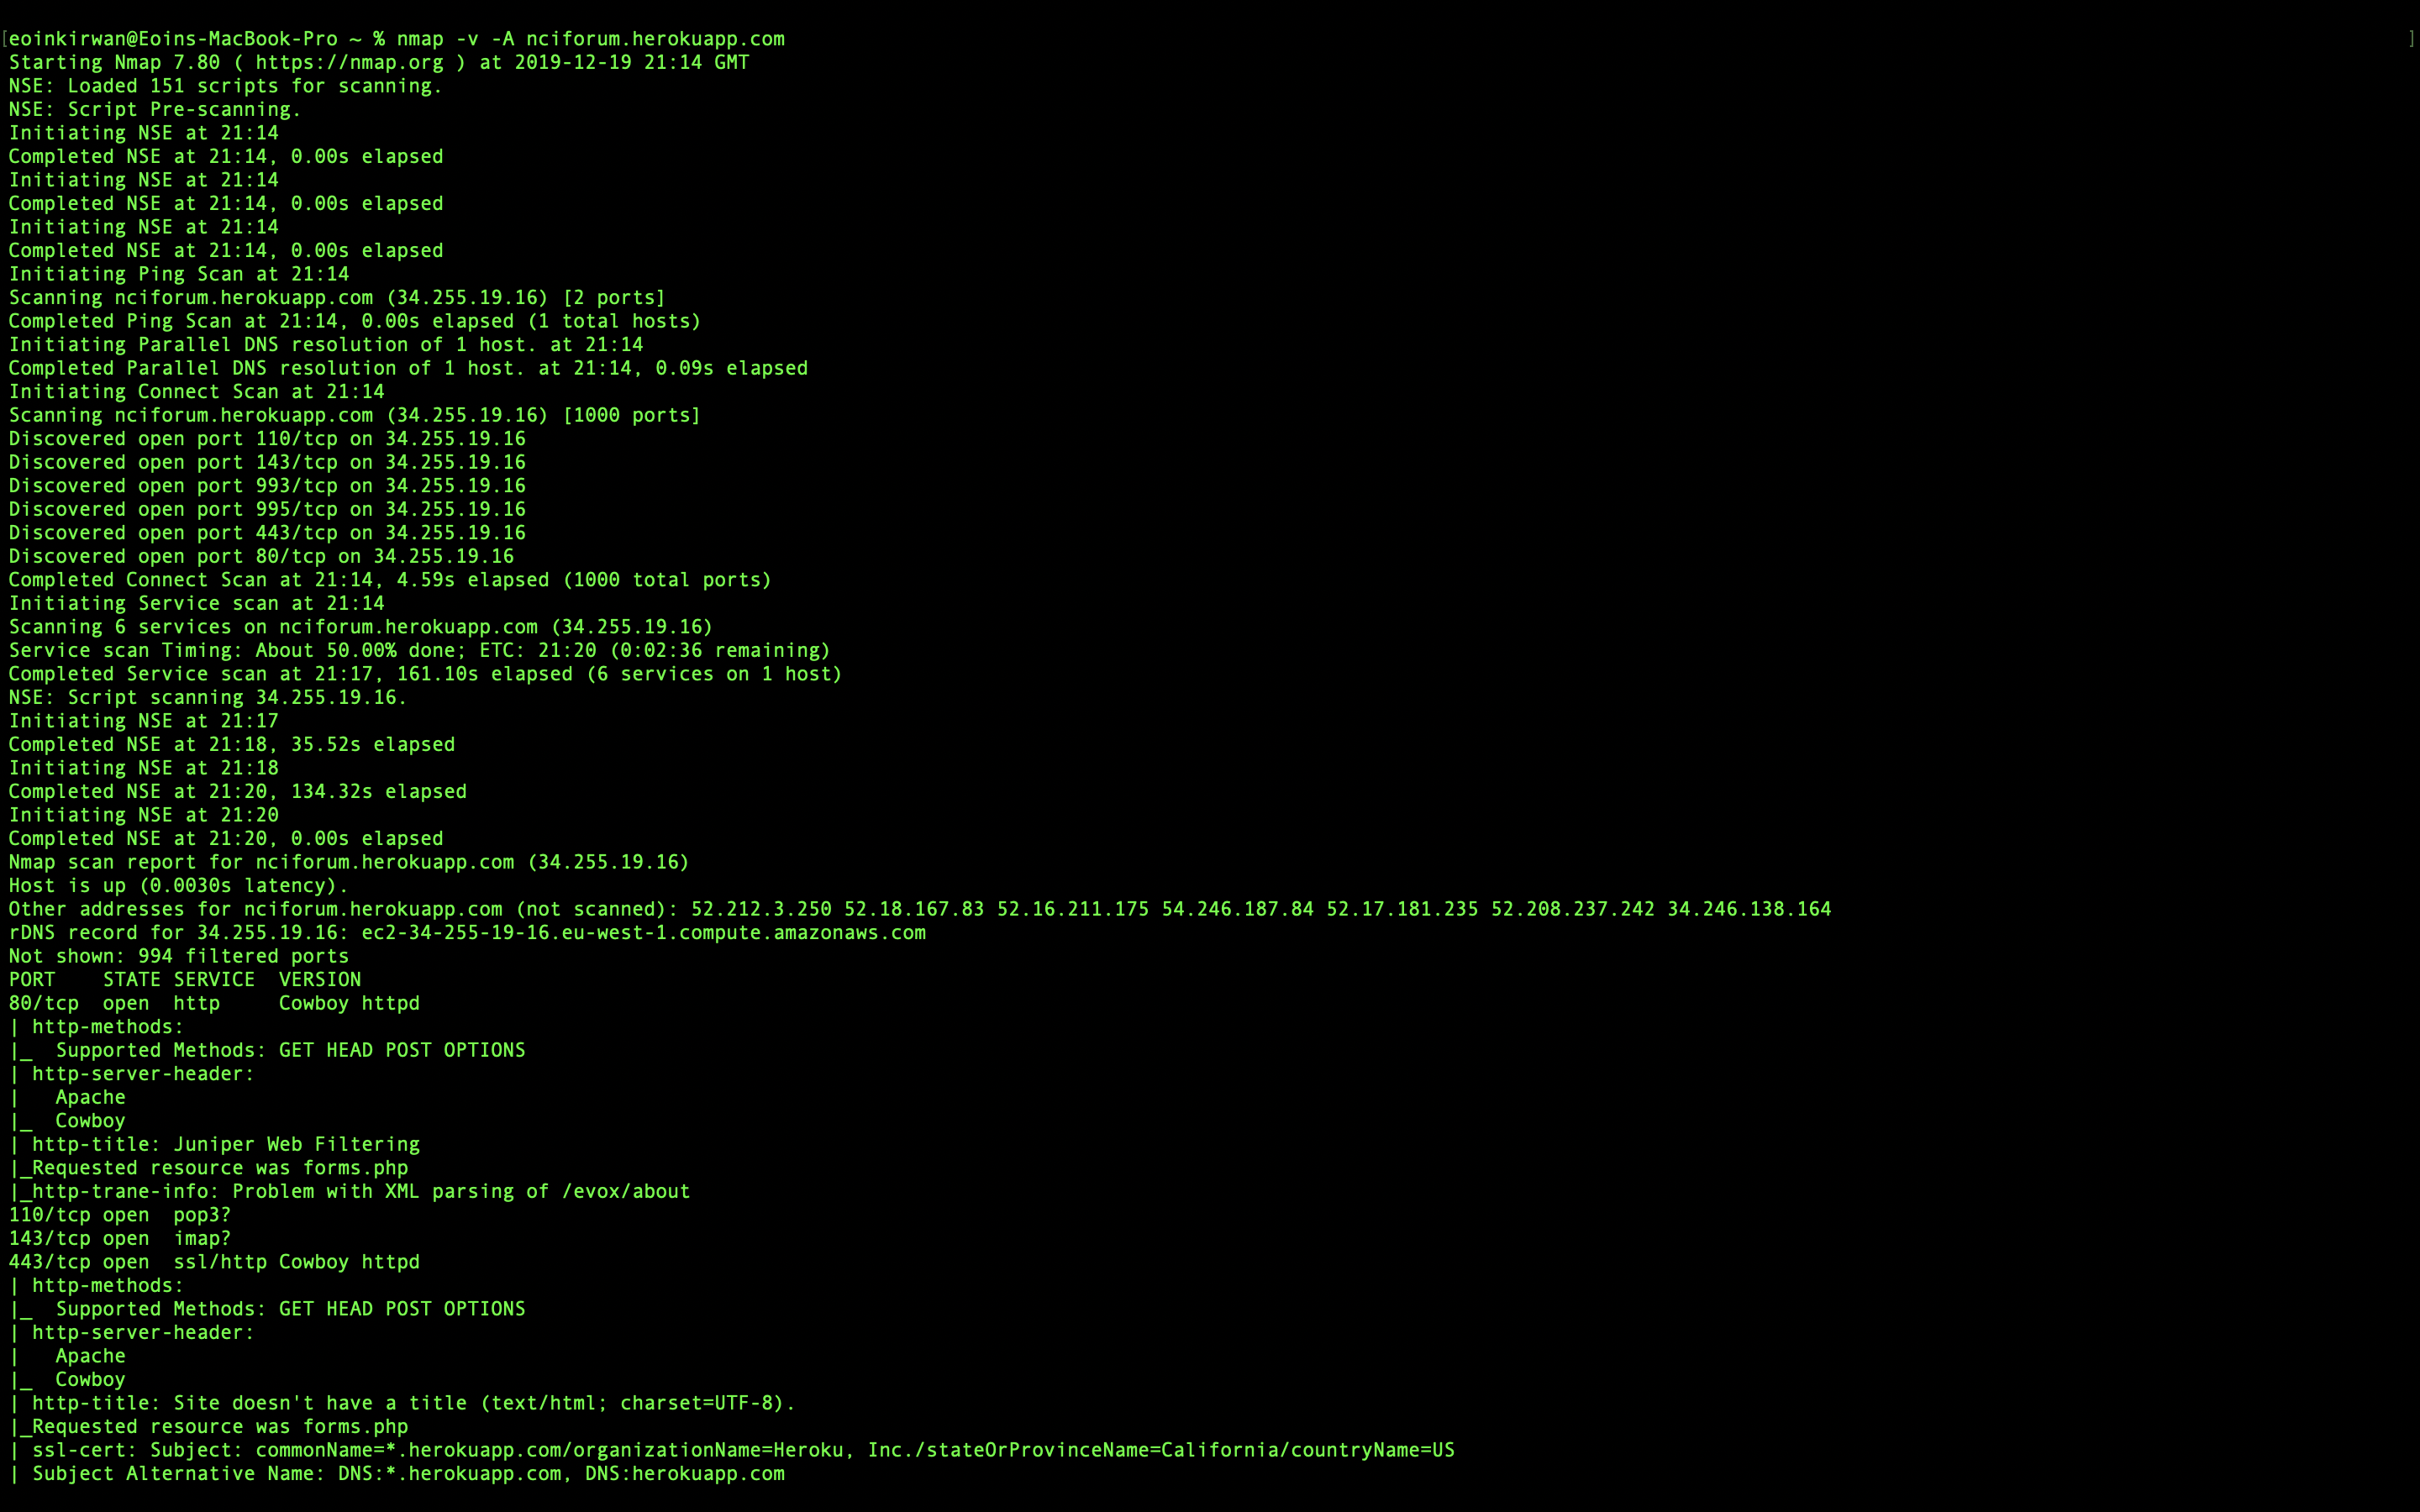 [eoinkirwan@Eoins-MacBook-Pro ~ % nmap -v -A nciforum.herokuapp.com ]
Starting Nmap 7.80 ( https://nmap.org ) at 2019-12-19 21:14 GMT
NSE: Loaded 151 scripts for scanning.
NSE: Script Pre-scanning.
Initiating NSE at 21:14
Completed NSE at 21:14, 0.00s elapsed
Initiating NSE at 21:14
Completed NSE at 21:14, 0.00s elapsed
Initiating NSE at 21:14
Completed NSE at 21:14, 0.00s elapsed
Initiating Ping Scan at 21:14
Scanning nciforum.herokuapp.com (34.255.19.16) [2 ports]
Completed Ping Scan at 21:14, 0.00s elapsed (1 total hosts)
Initiating Parallel DNS resolution of 1 host. at 21:14
Completed Parallel DNS resolution of 1 host. at 21:14, 0.09s elapsed
Initiating Connect Scan at 21:14
Scanning nciforum.herokuapp.com (34.255.19.16) [1000 ports]
Discovered open port 110/tcp on 34.255.19.16
Discovered open port 143/tcp on 34.255.19.16
Discovered open port 993/tcp on 34.255.19.16
Discovered open port 995/tcp on 34.255.19.16
Discovered open port 443/tcp on 34.255.19.16
Discovered open port 80/tcp on 34.255.19.16
Completed Connect Scan at 21:14, 4.59s elapsed (1000 total ports)
Initiating Service scan at 21:14
Scanning 6 services on nciforum.herokuapp.com (34.255.19.16)
Service scan Timing: About 50.00% done; ETC: 21:20 (0:02:36 remaining)
Completed Service scan at 21:17, 161.10s elapsed (6 services on 1 host)
NSE: Script scanning 34.255.19.16.
Initiating NSE at 21:17
Completed NSE at 21:18, 35.52s elapsed
Initiating NSE at 21:18
Completed NSE at 21:20, 134.32s elapsed
Initiating NSE at 21:20
Completed NSE at 21:20, 0.00s elapsed
Nmap scan report for nciforum.herokuapp.com (34.255.19.16)
Host is up (0.0030s latency).
Other addresses for nciforum.herokuapp.com (not scanned): 52.212.3.250 52.18.167.83 52.16.211.175 54.246.187.84 52.17.181.235 52.208.237.242 34.246.138.164
rDNS record for 34.255.19.16: ec2-34-255-19-16.eu-west-1.compute.amazonaws.com
Not shown: 994 filtered ports
PORT    STATE SERVICE  VERSION
80/tcp  open  http     Cowboy httpd
| http-methods:
|_  Supported Methods: GET HEAD POST OPTIONS
| http-server-header:
|   Apache
|_  Cowboy
| http-title: Juniper Web Filtering
|_Requested resource was forms.php
|_http-trane-info: Problem with XML parsing of /evox/about
110/tcp open  pop3?
143/tcp open  imap?
443/tcp open  ssl/http Cowboy httpd
| http-methods:
|_  Supported Methods: GET HEAD POST OPTIONS
| http-server-header:
|   Apache
|_  Cowboy
| http-title: Site doesn't have a title (text/html; charset=UTF-8).
|_Requested resource was forms.php
| ssl-cert: Subject: commonName=*.herokuapp.com/organizationName=Heroku, Inc./stateOrProvinceName=California/countryName=US
| Subject Alternative Name: DNS:*.herokuapp.com, DNS:herokuapp.com